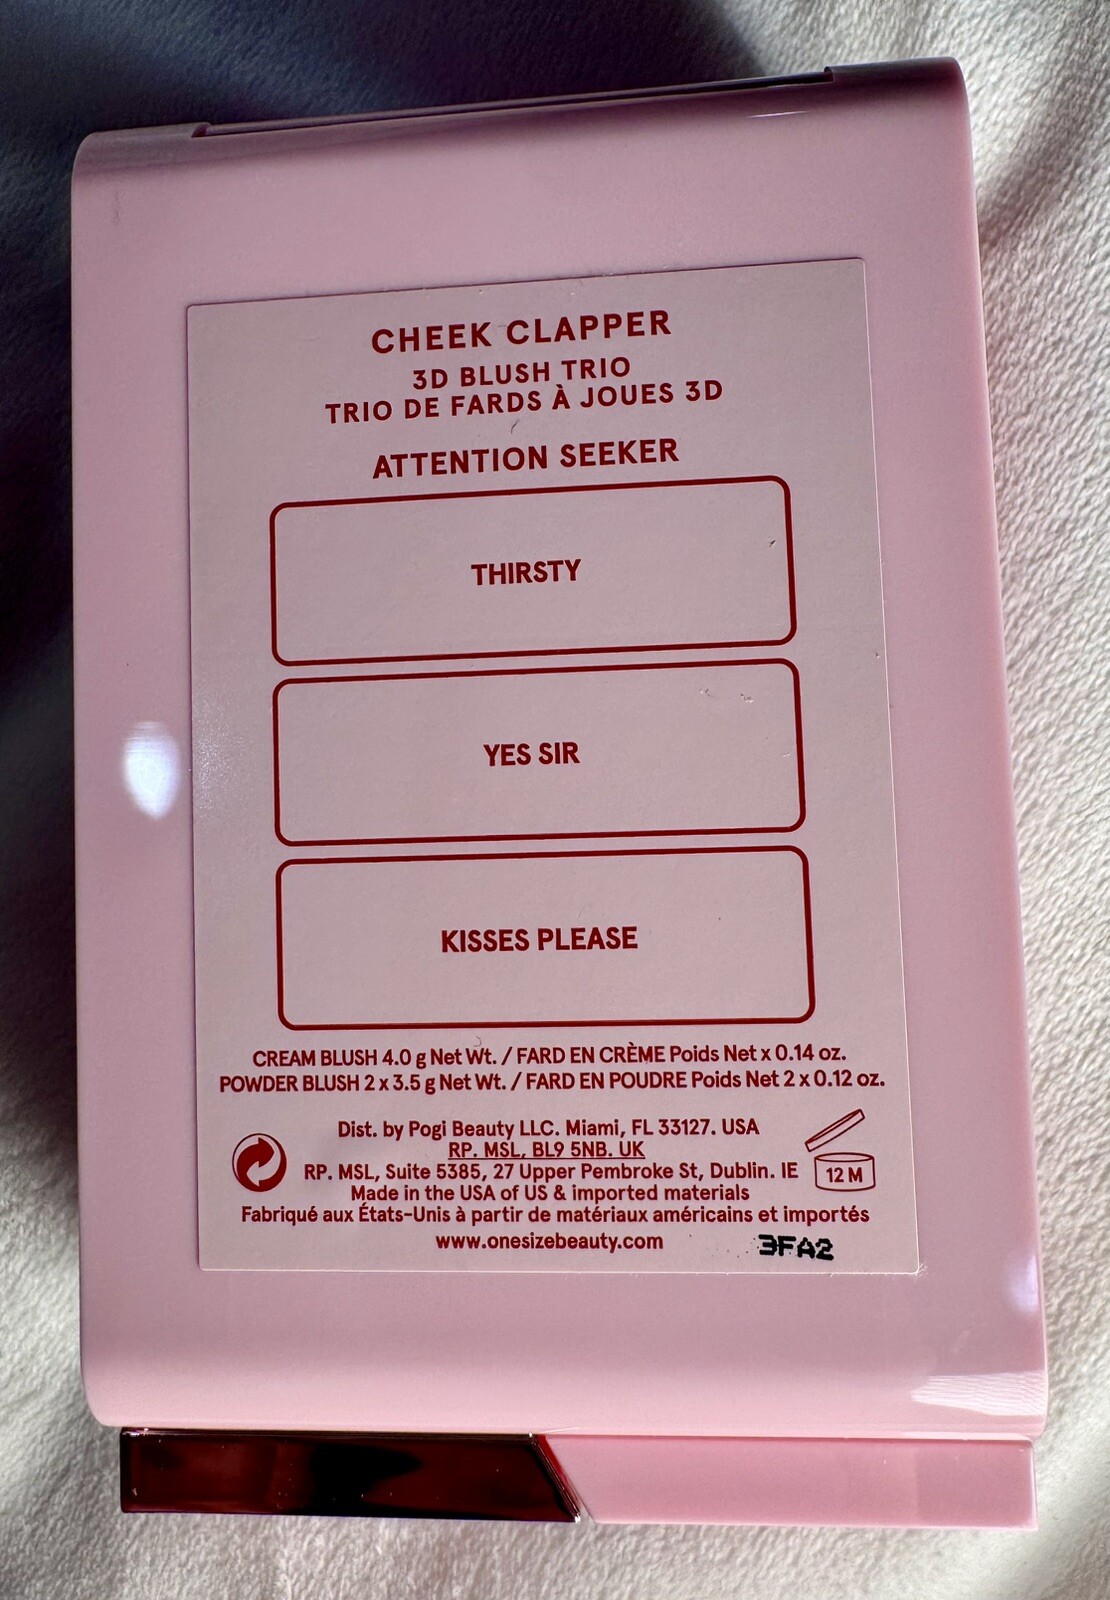 CHEEK CLAPPER
3D BLUSH TRIO
TRIO DE FARDS À JOUES 3D
ATTENTION SEEKER
THIRSTY
YES SIR
KISSES PLEASE
CREAM BLUSH 4.0 g Net Wt. / FARD EN CRÈME Poids Net x 0.14 oz.
POWDER BLUSH 2 x 3.5 g Net Wt. / FARD EN POUDRE Poids Net 2 x 0.12 oz.
Dist. by Pogi Beauty LLC. Miami, FL 33127. USA
RP. MSL, BL9 5NB. UK
RP. MSL, Suite 5385, 27 Upper Pembroke St, Dublin. IE
12 M
Made in the USA of US & imported materials
Fabriqué aux États-Unis à partir de matériaux américains et importés
www.onesizebeauty.com
3FA2